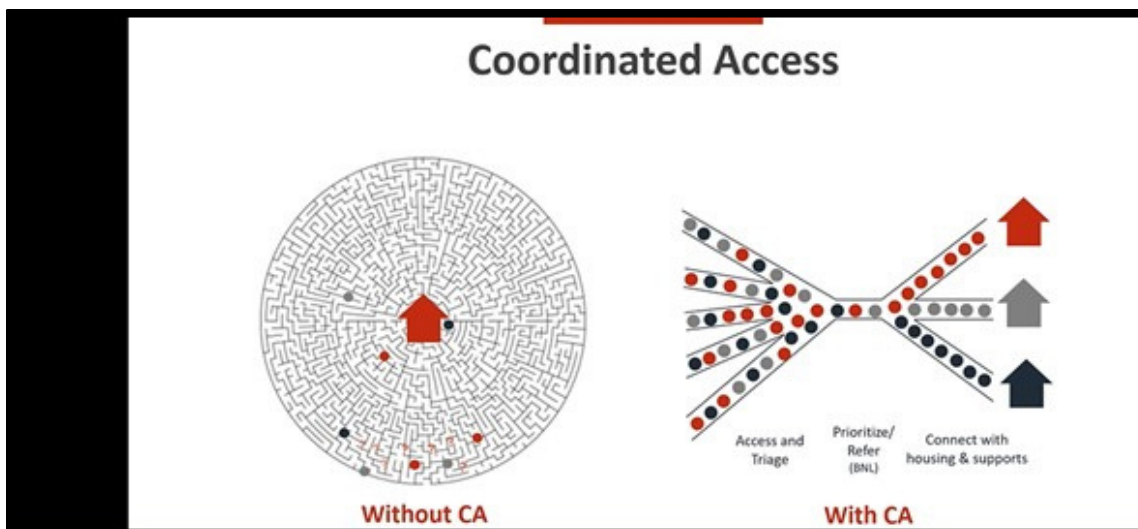 Coordinated Access
Without CA
Access and
Triage
Prioritize/
Refer
(BNL)
Connect with
housing & supports
With CA